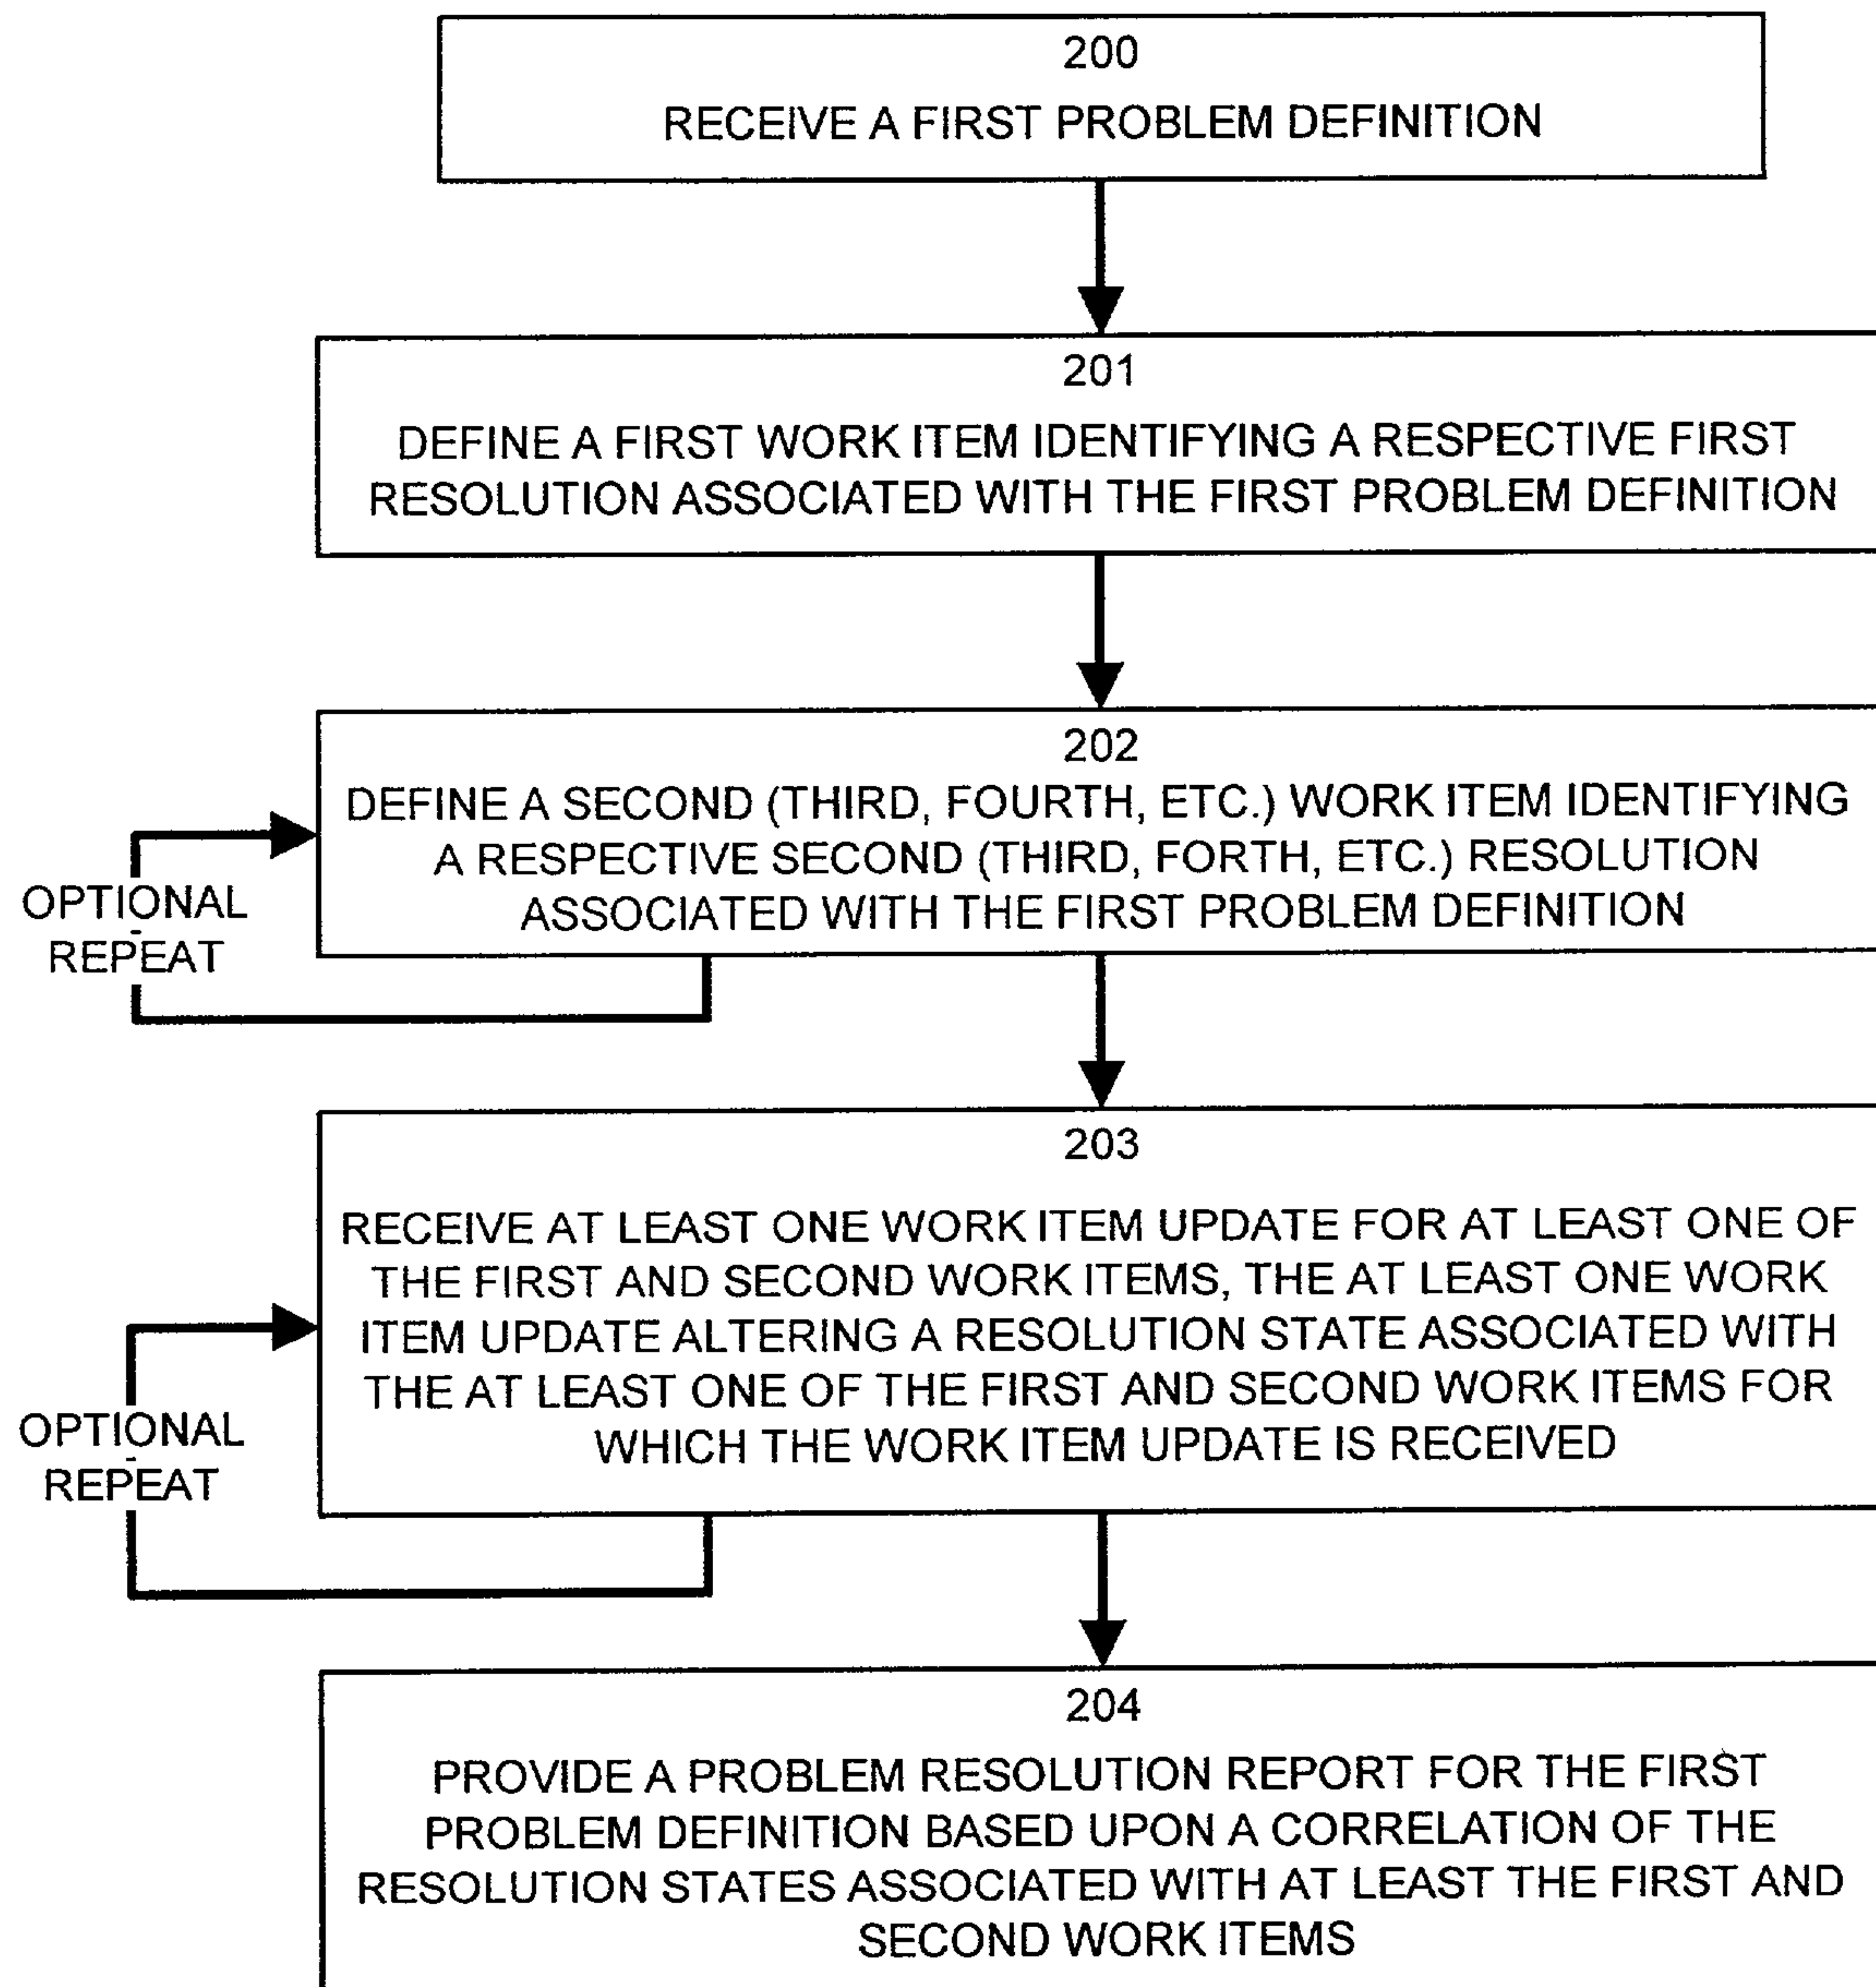 200
RECEIVE A FIRST PROBLEM DEFINITION
201
DEFINE A FIRST WORK ITEM IDENTIFYING A RESPECTIVE FIRST
RESOLUTION ASSOCIATED WITH THE FIRST PROBLEM DEFINITION
202
DEFINE A SECOND (THIRD, FOURTH, ETC.) WORK ITEM IDENTIFYING
A RESPECTIVE SECOND (THIRD, FORTH, ETC.) RESOLUTION
ASSOCIATED WITH THE FIRST PROBLEM DEFINITION
OPTIONAL
REPEAT
203
RECEIVE AT LEAST ONE WORK ITEM UPDATE FOR AT LEAST ONE OF
THE FIRST AND SECOND WORK ITEMS, THE AT LEAST ONE WORK
ITEM UPDATE ALTERING A RESOLUTION STATE ASSOCIATED WITH
THE AT LEAST ONE OF THE FIRST AND SECOND WORK ITEMS FOR
WHICH THE WORK ITEM UPDATE IS RECEIVED
OPTIONAL
REPEAT
204
PROVIDE A PROBLEM RESOLUTION REPORT FOR THE FIRST
PROBLEM DEFINITION BASED UPON A CORRELATION OF THE
RESOLUTION STATES ASSOCIATED WITH AT LEAST THE FIRST AND
SECOND WORK ITEMS